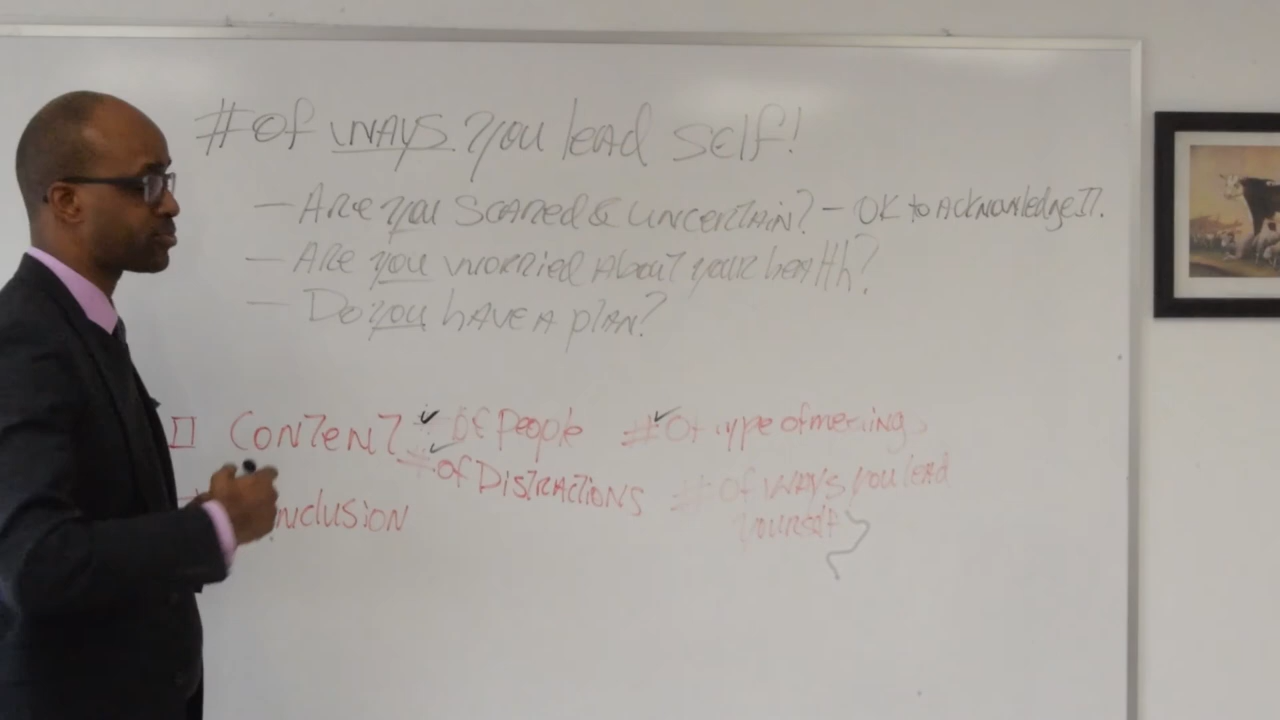 # of WAYS you lead self!
— Are you scared & uncertain? — OK to Acknowledge IT.
— Are you worried About your health?
— Do you have a plan?
Content # of People # of type of meetings
# of Distractions # of WAYS you lead
yourself
Conclusion